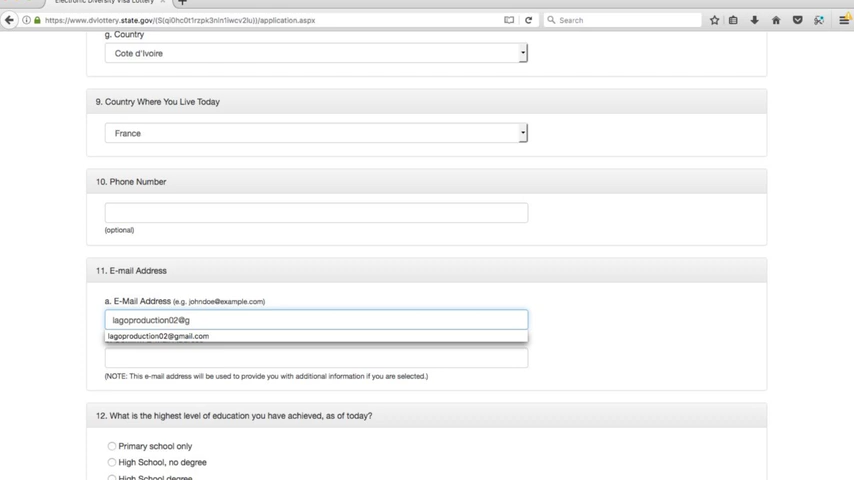 Electronic Diversity Visa Lottery
https://www.dvlottery.state.gov/(S(qi0hc0t1rzpk3nin1iwcv2lu))/application.aspx
Search
g. Country
Cote d'Ivoire
9. Country Where You Live Today
France
10. Phone Number
(optional)
11. E-mail Address
a. E-Mail Address (e.g. johndoe@example.com)
lagoproduction02@g
lagoproduction02@gmail.com
(NOTE: This e-mail address will be used to provide you with additional information if you are selected.)
12. What is the highest level of education you have achieved, as of today?
Primary school only
High School, no degree
High School degree